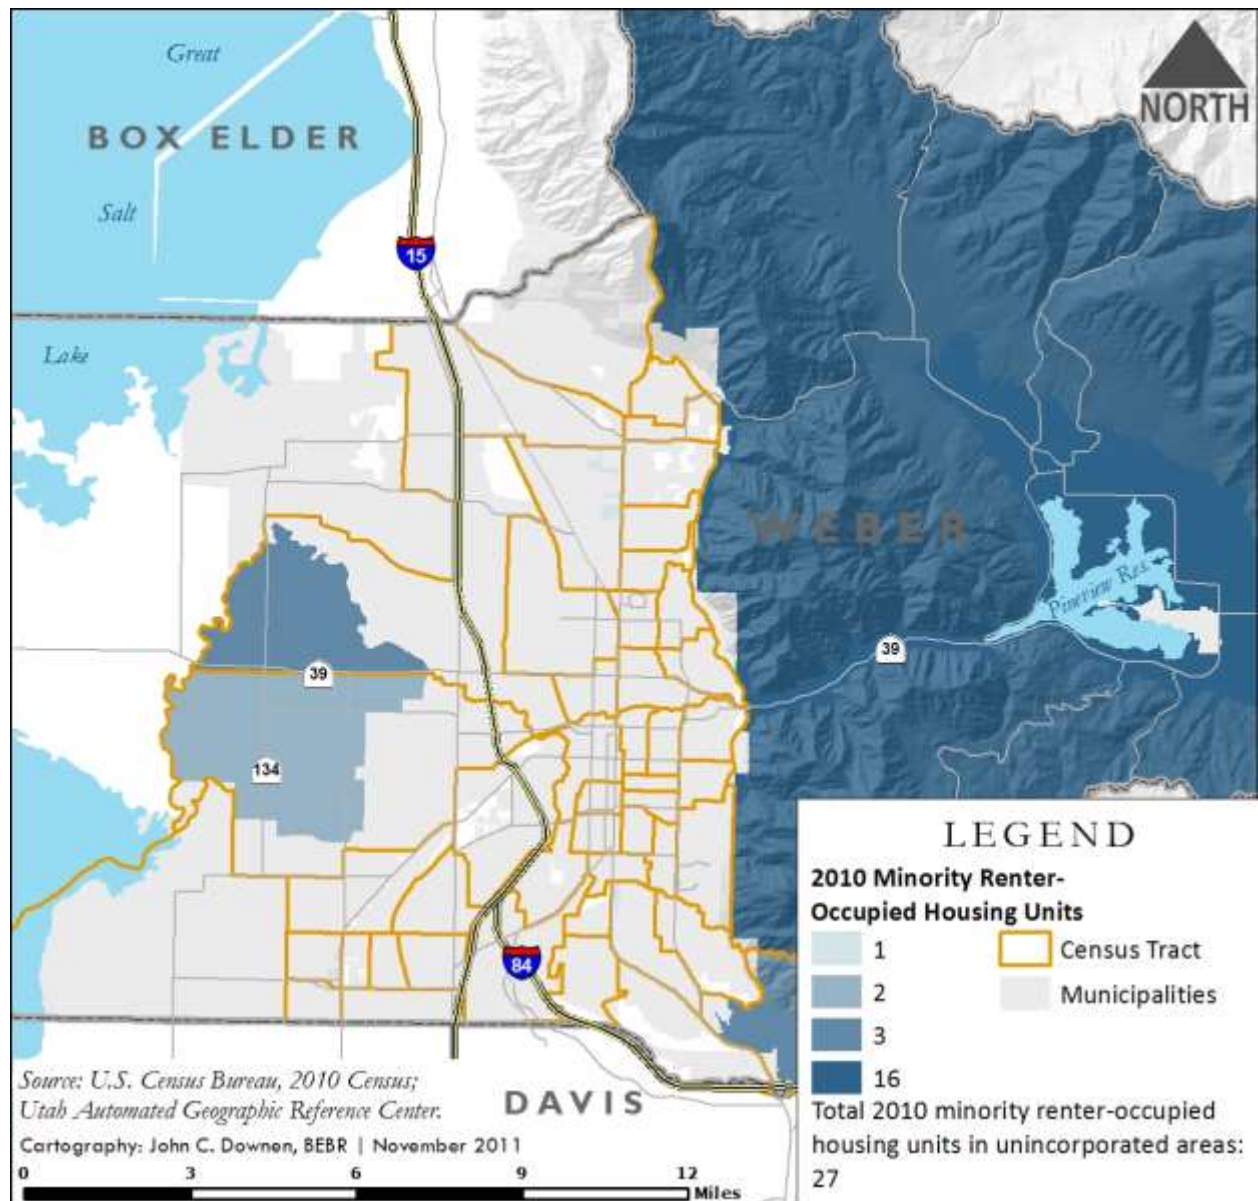 Great
NORTH
BOX ELDER
Salt
15
Lake
WEBER
Pineview Res.
39
39
134
84
LEGEND
2010 Minority Renter-
Occupied Housing Units
1
2
3
16
Census Tract
Municipalities
Total 2010 minority renter-occupied
housing units in unincorporated areas:
27
DAVIS
Source: U.S. Census Bureau, 2010 Census;
Utah Automated Geographic Reference Center.
Cartography: John C. Downen, BEBR | November 2011
0 3 6 9 12
Miles